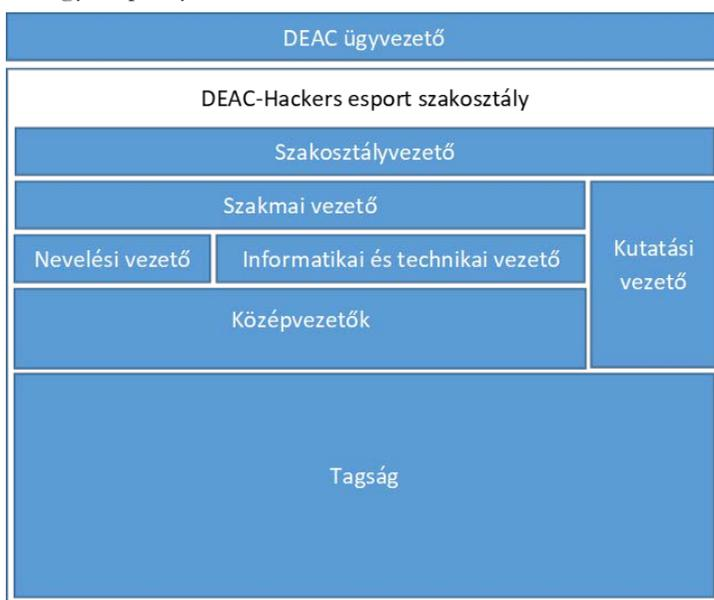 DEAC ügyvezető
DEAC-Hackers esport szakosztály
Szakosztályvezető
Szakmai vezető
Nevelési vezető
Informatikai és technikai vezető
Kutatási
vezető
Középvezetők
Tagság